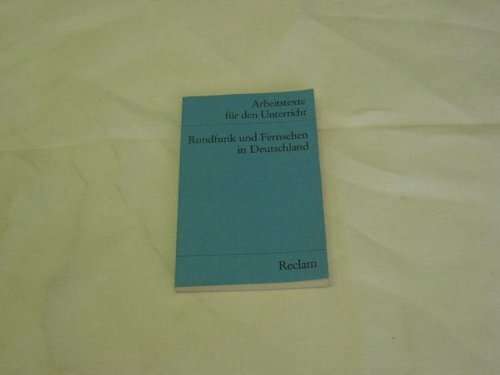 Arbeitstexte
für den Unterricht
Rundfunk und Fernsehen
in Deutschland
Reclam